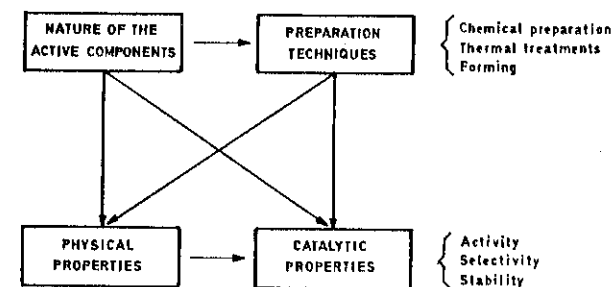 NATURE OF THE
ACTIVE COMPONENTS
PREPARATION
TECHNIQUES
Chemical preparation
Thermal treatments
Forming
PHYSICAL
PROPERTIES
CATALYTIC
PROPERTIES
Activity
Selectivity
Stability